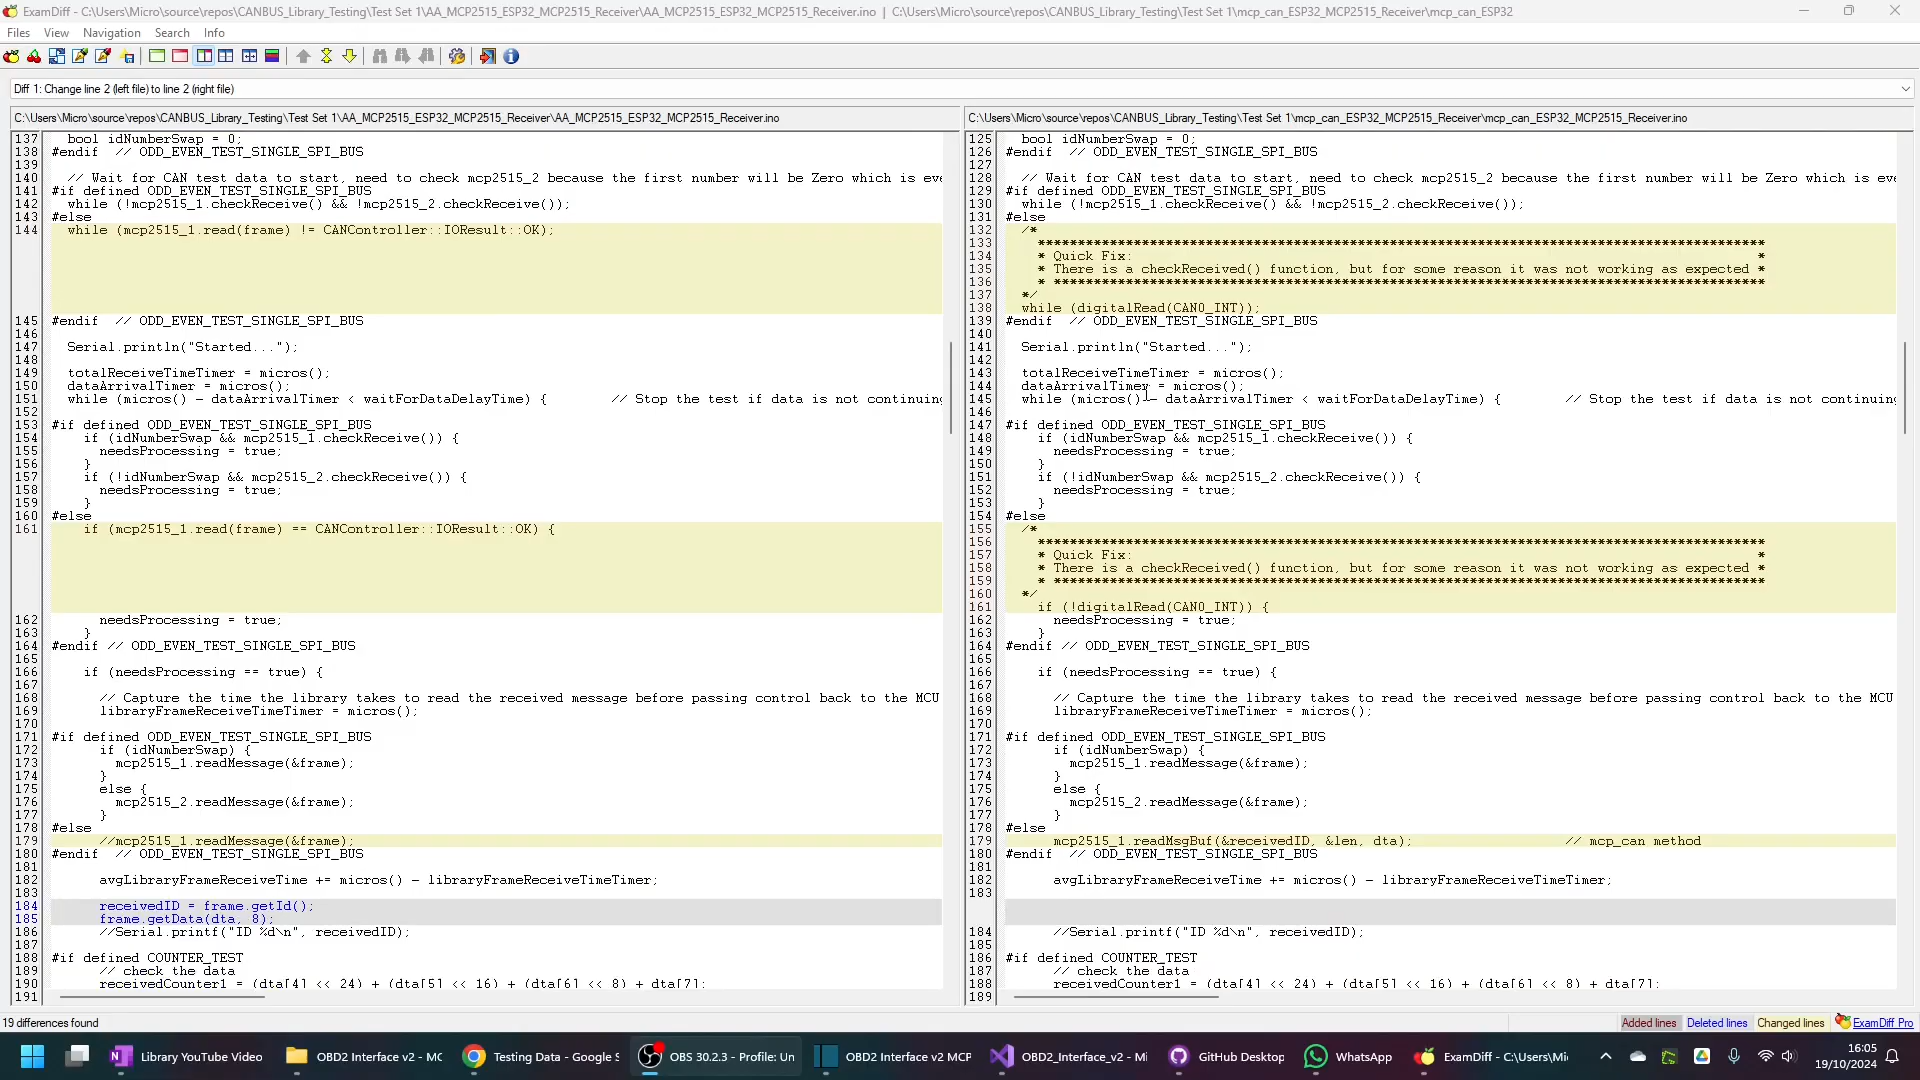 ExamDiff - C:\Users\Micro\source\repos\CANBUS_Library_Testing\Test Set 1\AA_MCP2515_ESP32_MCP2515_Receiver\AA_MCP2515_ESP32_MCP2515_Receiver.ino | C:\Users\Micro\source\repos\CANBUS_Library_Testing\Test Set 1\mcp_can_ESP32_MCP2515_Receiver\mcp_can_ESP32
Files View Navigation Search Info
Diff 1: Change line 2 (left file) to line 2 (right file)
C:\Users\Micro\source\repos\CANBUS_Library_Testing\Test Set 1\AA_MCP2515_ESP32_MCP2515_Receiver\AA_MCP2515_ESP32_MCP2515_Receiver.ino
137 bool idNumberSwap = 0;
138 #endif // ODD_EVEN_TEST_SINGLE_SPI_BUS
139
140 // Wait for CAN test data to start, need to check mcp2515_2 because the first number will be Zero which is eve
141 #if defined ODD_EVEN_TEST_SINGLE_SPI_BUS
142 while (!mcp2515_1.checkReceive() && !mcp2515_2.checkReceive());
143 #else
144 while (mcp2515_1.read(frame) != CANController::IOResult::OK);
145 #endif // ODD_EVEN_TEST_SINGLE_SPI_BUS
146
147 Serial.println("Started...");
148
149 totalReceiveTimeTimer = micros();
150 dataArrivalTimer = micros();
151 while (micros() - dataArrivalTimer < waitForDataDelayTime) { // Stop the test if data is not continuing
152
153 #if defined ODD_EVEN_TEST_SINGLE_SPI_BUS
154 if (idNumberSwap && mcp2515_1.checkReceive()) {
155 needsProcessing = true;
156 }
157 if (!idNumberSwap && mcp2515_2.checkReceive()) {
158 needsProcessing = true;
159 }
160 #else
161 if (mcp2515_1.read(frame) == CANController::IOResult::OK) {
162 needsProcessing = true;
163 }
164 #endif // ODD_EVEN_TEST_SINGLE_SPI_BUS
165
166 if (needsProcessing == true) {
167
168 // Capture the time the library takes to read the received message before passing control back to the MCU
169 libraryFrameReceiveTimeTimer = micros();
170
171 #if defined ODD_EVEN_TEST_SINGLE_SPI_BUS
172 if (idNumberSwap) {
173 mcp2515_1.readMessage(&frame);
174 }
175 else {
176 mcp2515_2.readMessage(&frame);
177 }
178 #else
179 //mcp2515_1.readMessage(&frame);
180 #endif // ODD_EVEN_TEST_SINGLE_SPI_BUS
181
182 avgLibraryFrameReceiveTime += micros() - libraryFrameReceiveTimeTimer;
183
184 receivedID = frame.getId();
185 frame.getData(dta, 8);
186 //Serial.printf("ID %d\n", receivedID);
187
188 #if defined COUNTER_TEST
189 // check the data
190 receivedCounter1 = (dta[4] << 24) + (dta[5] << 16) + (dta[6] << 8) + dta[7];
191
C:\Users\Micro\source\repos\CANBUS_Library_Testing\Test Set 1\mcp_can_ESP32_MCP2515_Receiver\mcp_can_ESP32_MCP2515_Receiver.ino
125 bool idNumberSwap = 0;
126 #endif // ODD_EVEN_TEST_SINGLE_SPI_BUS
127
128 // Wait for CAN test data to start, need to check mcp2515_2 because the first number will be Zero which is eve
129 #if defined ODD_EVEN_TEST_SINGLE_SPI_BUS
130 while (!mcp2515_1.checkReceive() && !mcp2515_2.checkReceive());
131 #else
132 /*
133 *******************************************************************************************
134 * Quick Fix: *
135 * There is a checkReceived() function, but for some reason it was not working as expected *
136 * *****************************************************************************************
137 */
138 while (digitalRead(CAN0_INT));
139 #endif // ODD_EVEN_TEST_SINGLE_SPI_BUS
140
141 Serial.println("Started...");
142
143 totalReceiveTimeTimer = micros();
144 dataArrivalTimer = micros();
145 while (micros() - dataArrivalTimer < waitForDataDelayTime) { // Stop the test if data is not continuing
146
147 #if defined ODD_EVEN_TEST_SINGLE_SPI_BUS
148 if (idNumberSwap && mcp2515_1.checkReceive()) {
149 needsProcessing = true;
150 }
151 if (!idNumberSwap && mcp2515_2.checkReceive()) {
152 needsProcessing = true;
153 }
154 #else
155 /*
156 *******************************************************************************************
157 * Quick Fix: *
158 * There is a checkReceived() function, but for some reason it was not working as expected *
159 * *****************************************************************************************
160 */
161 if (!digitalRead(CAN0_INT)) {
162 needsProcessing = true;
163 }
164 #endif // ODD_EVEN_TEST_SINGLE_SPI_BUS
165
166 if (needsProcessing == true) {
167
168 // Capture the time the library takes to read the received message before passing control back to the MCU
169 libraryFrameReceiveTimeTimer = micros();
170
171 #if defined ODD_EVEN_TEST_SINGLE_SPI_BUS
172 if (idNumberSwap) {
173 mcp2515_1.readMessage(&frame);
174 }
175 else {
176 mcp2515_2.readMessage(&frame);
177 }
178 #else
179 mcp2515_1.readMsgBuf(&receivedID, &len, dta); // mcp_can method
180 #endif // ODD_EVEN_TEST_SINGLE_SPI_BUS
181
182 avgLibraryFrameReceiveTime += micros() - libraryFrameReceiveTimeTimer;
183
184 //Serial.printf("ID %d\n", receivedID);
185
186 #if defined COUNTER_TEST
187 // check the data
188 receivedCounter1 = (dta[4] << 24) + (dta[5] << 16) + (dta[6] << 8) + dta[7];
189
19 differences found
Added lines Deleted lines Changed lines ExamDiff Pro
Library YouTube Video
OBD2 Interface v2 - MC
Testing Data - Google S
OBS 30.2.3 - Profile: Un
OBD2 Interface v2 MCP
OBD2_Interface_v2 - Mi
GitHub Desktop
WhatsApp
ExamDiff - C:\Users\Mi
16:05
19/10/2024